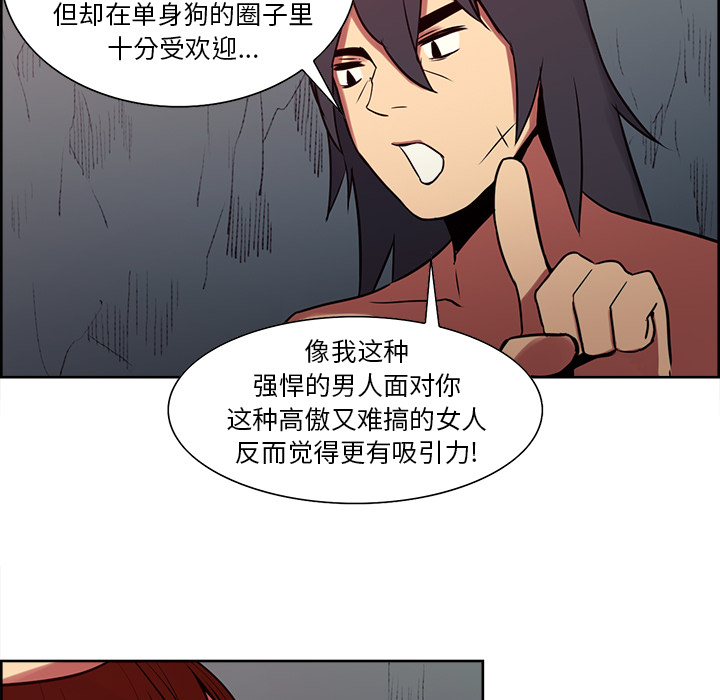 但却在单身狗的圈子里
十分受欢迎...
像我这种
强悍的男人面对你
这种高傲又难搞的女人
反而觉得更有吸引力!